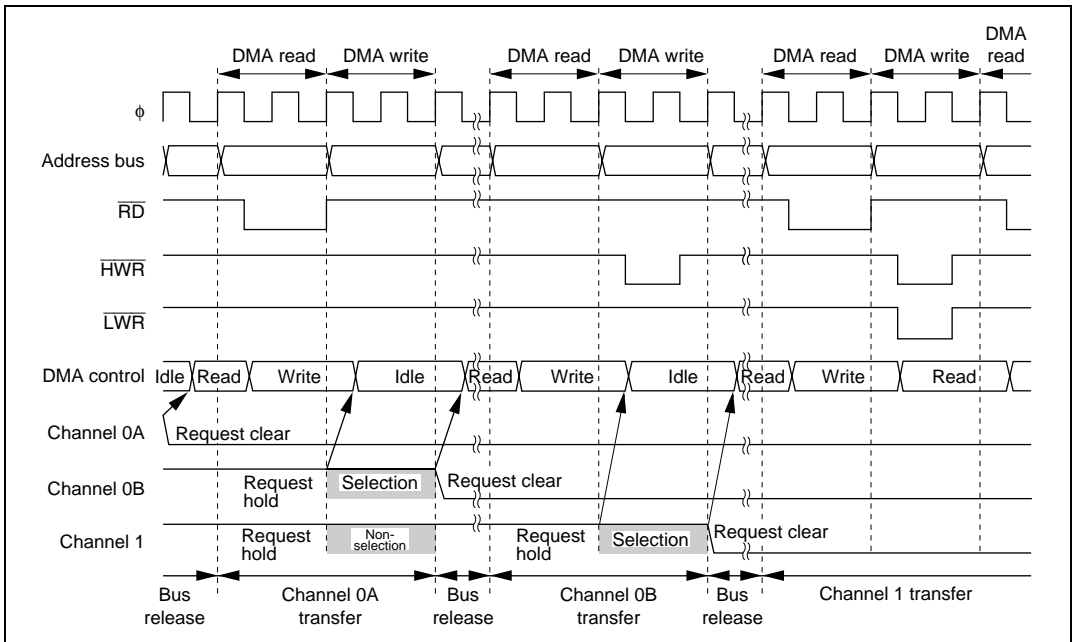 DMA
DMA read DMA write DMA read DMA write DMA read DMA write read
φ
Address bus
RD
HWR
LWR
DMA control Idle Read Write Idle Read Write Idle Read Write Read
Channel 0A Request clear
Channel 0B Request hold Selection Request clear
Channel 1 Request hold Non-selection Request hold Selection Request clear
Bus release Channel 0A transfer Bus release Channel 0B transfer Bus release Channel 1 transfer